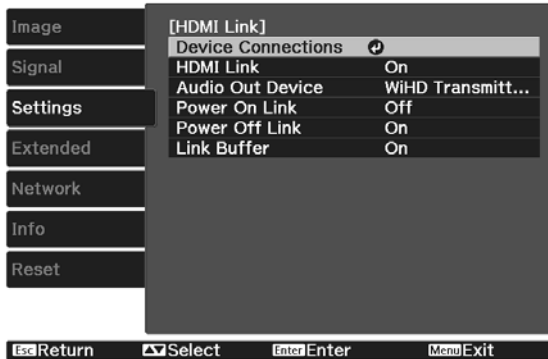 Image
Signal
Settings
Extended
Network
Info
Reset
[HDMI Link]
Device Connections
HDMI Link On
Audio Out Device WiHD Transmitt...
Power On Link Off
Power Off Link On
Link Buffer On
Esc Return Select Enter Enter Menu Exit